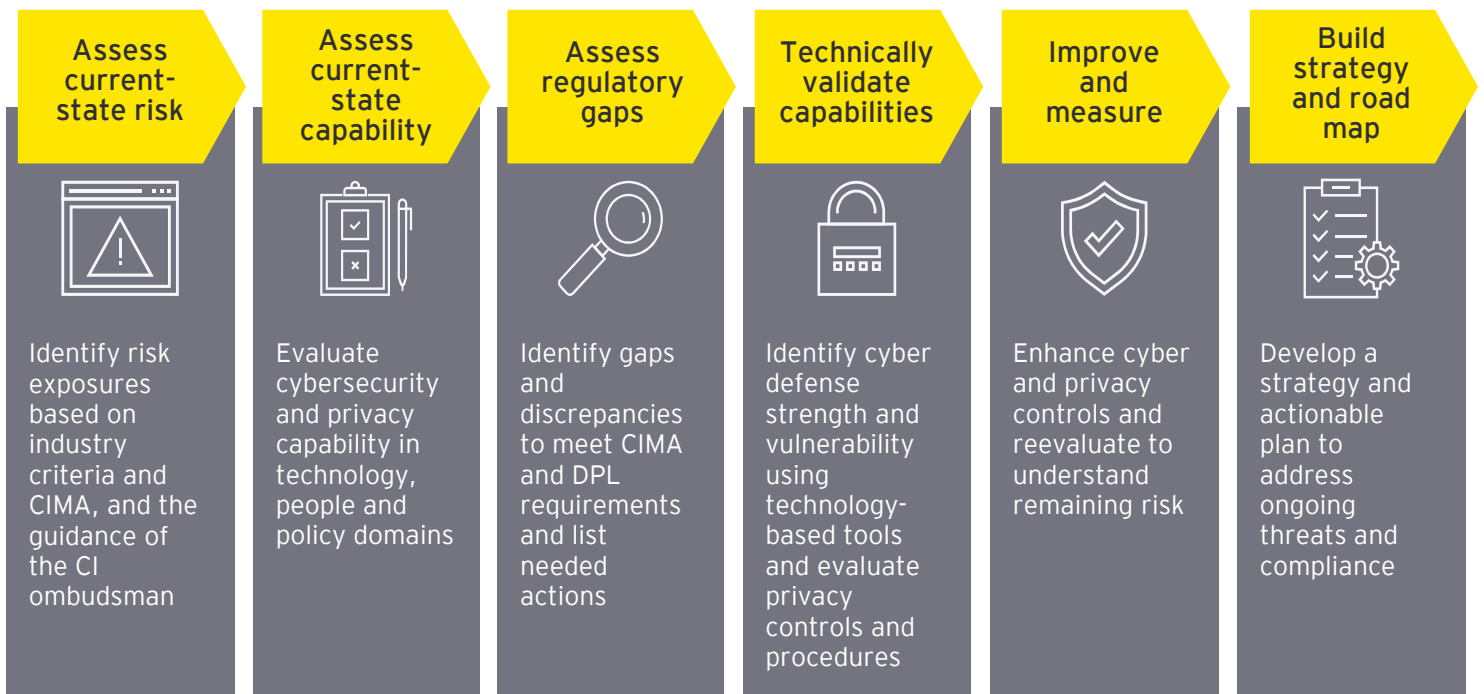 Assess
current-
state risk
Identify risk
exposures
based on
industry
criteria and
CIMA, and the
guidance of
the CI
ombudsman
Assess
current-
state
capability
Evaluate
cybersecurity
and privacy
capability in
technology,
people and
policy domains
Assess
regulatory
gaps
Identify gaps
and
discrepancies
to meet CIMA
and DPL
requirements
and list
needed
actions
Technically
validate
capabilities
Identify cyber
defense
strength and
vulnerability
using
technology-
based tools
and evaluate
privacy
controls and
procedures
Improve
and
measure
Enhance cyber
and privacy
controls and
reevaluate to
understand
remaining risk
Build
strategy
and road
map
Develop a
strategy and
actionable
plan to
address
ongoing
threats and
compliance